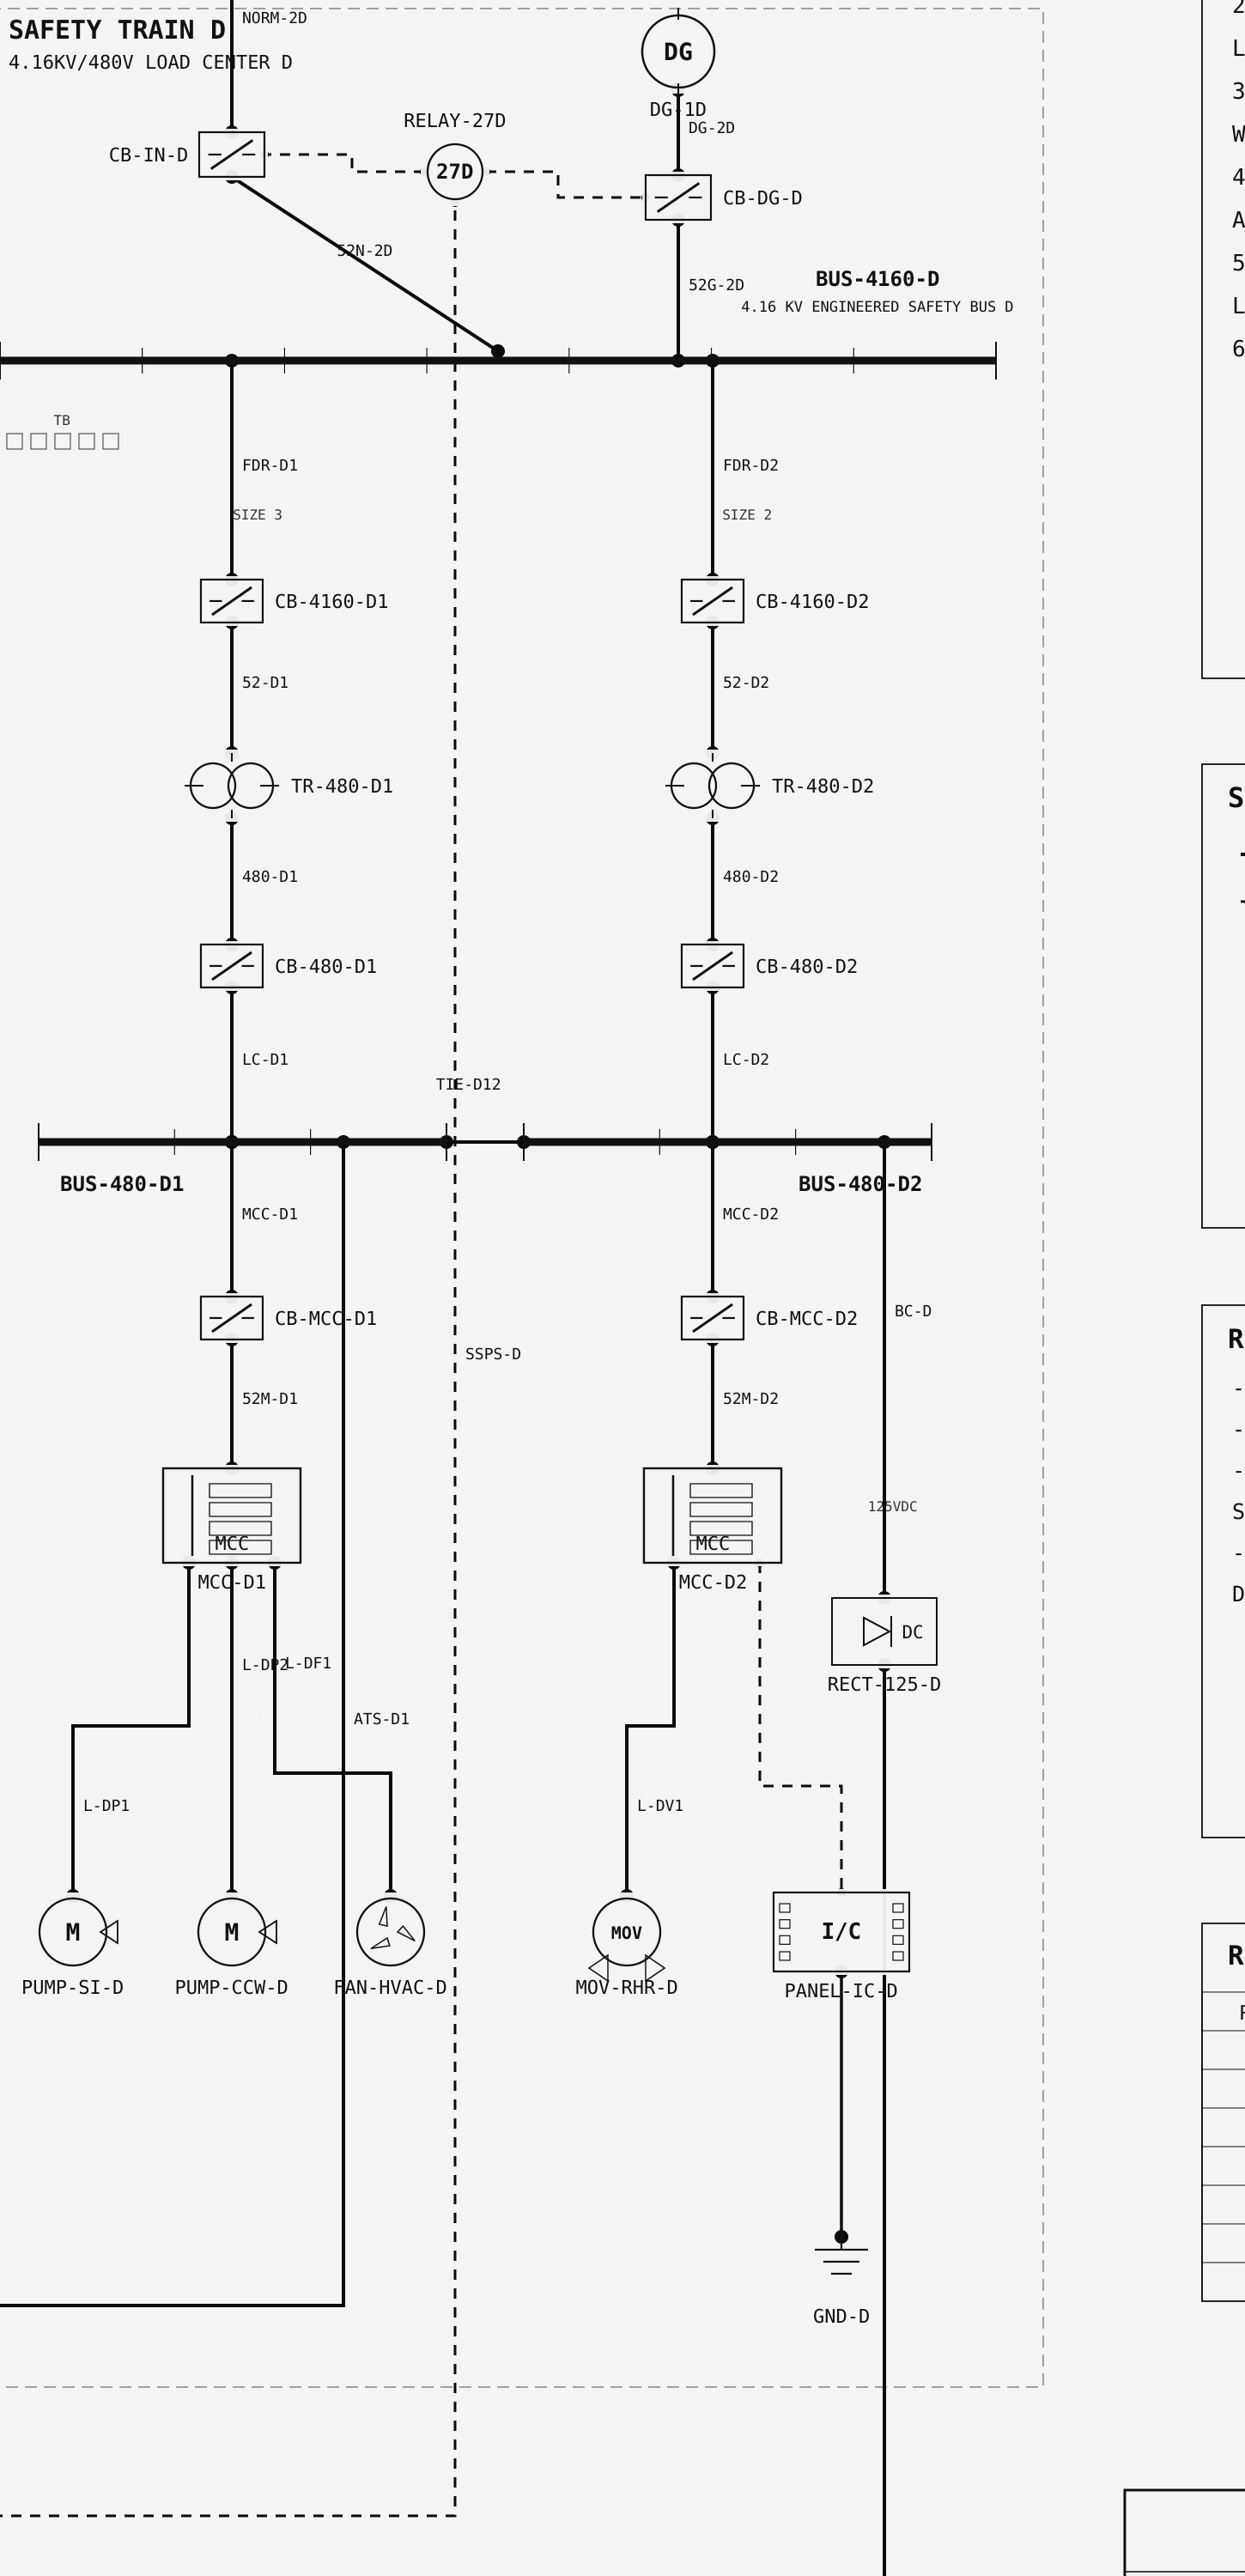 SAFETY TRAIN D
4.16KV/480V LOAD CENTER D
NORM-2D
DG
DG-1D
DG-2D
RELAY-27D
CB-IN-D
27D
CB-DG-D
52N-2D
52G-2D
BUS-4160-D
4.16 KV ENGINEERED SAFETY BUS D
TB
FDR-D1
FDR-D2
SIZE 3
SIZE 2
CB-4160-D1
CB-4160-D2
52-D1
52-D2
TR-480-D1
TR-480-D2
480-D1
480-D2
CB-480-D1
CB-480-D2
LC-D1
LC-D2
TIE-D12
BUS-480-D1
BUS-480-D2
MCC-D1
MCC-D2
CB-MCC-D1
CB-MCC-D2
BC-D
SSPS-D
52M-D1
52M-D2
125VDC
MCC
MCC
MCC-D1
MCC-D2
DC
RECT-125-D
L-DP2
L-DF1
ATS-D1
L-DP1
L-DV1
M
M
MOV
I/C
PUMP-SI-D
PUMP-CCW-D
FAN-HVAC-D
MOV-RHR-D
PANEL-IC-D
GND-D
2
L
3
W
4
A
5
L
6
S
R
-
-
-
S
-
D
R